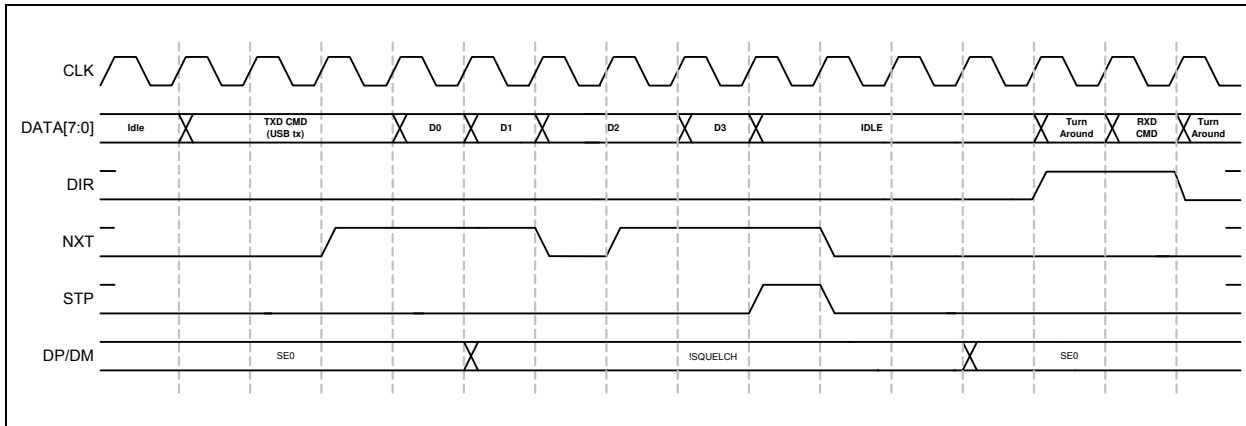 CLK
DATA[7:0]
Idle
TXD CMD
(USB tx)
D0
D1
D2
D3
IDLE
Turn
Around
RXD
CMD
Turn
Around
DIR
NXT
STP
DP/DM
SE0
!SQUELCH
SE0